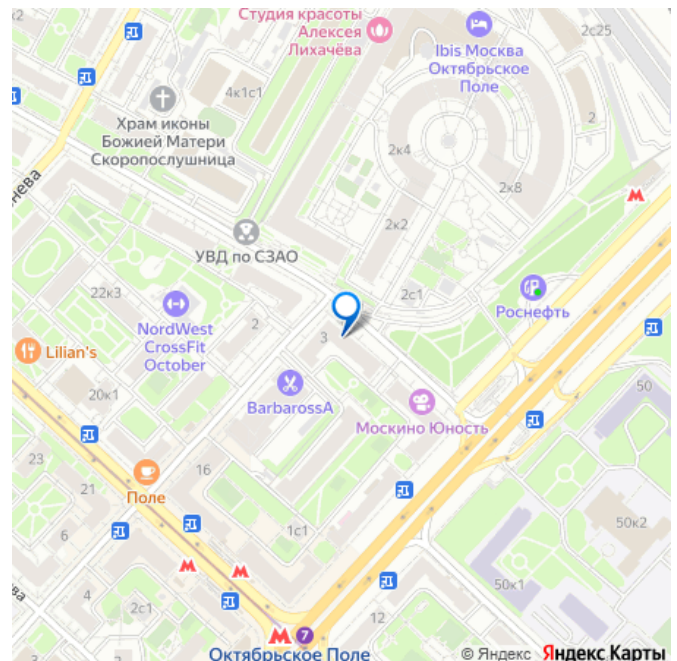 Студия красоты
Алексея
Лихачёва
Ibis Москва
Октябрьское
Поле
2с25
4к1с1
2
Храм иконы
Божией Матери
Скоропослушница
2к4
2к8
нева
2к2
УВД по СЗАО
22к3
2с1
Роснефть
NordWest
CrossFit
October
2
3
Lilian's
BarbarossA
50
20к1
Москино Юность
23
16
21
Поле
6
1с1
50к2
4
2с1
50к1
12
7
Октябрьское Поле
© Яндекс Яндекс Карты